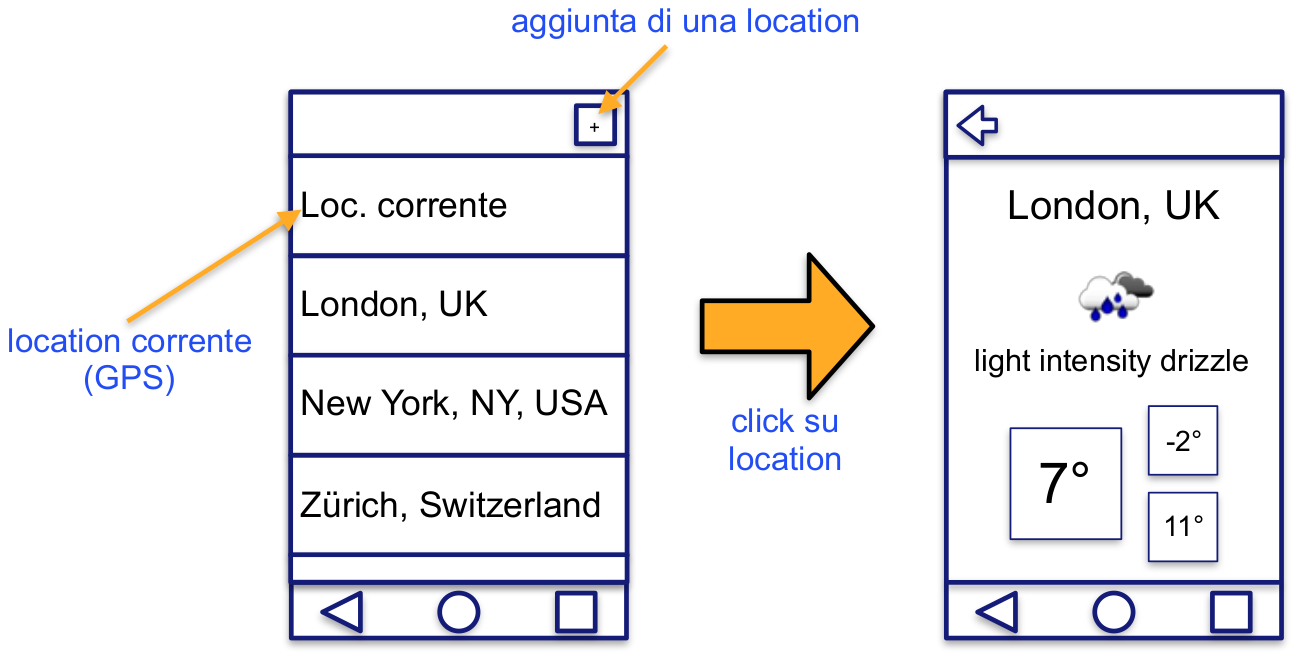 aggiunta di una location
+
Loc. corrente
London, UK
New York, NY, USA
Zürich, Switzerland
location corrente
(GPS)
click su
location
London, UK
light intensity drizzle
7°
-2°
11°